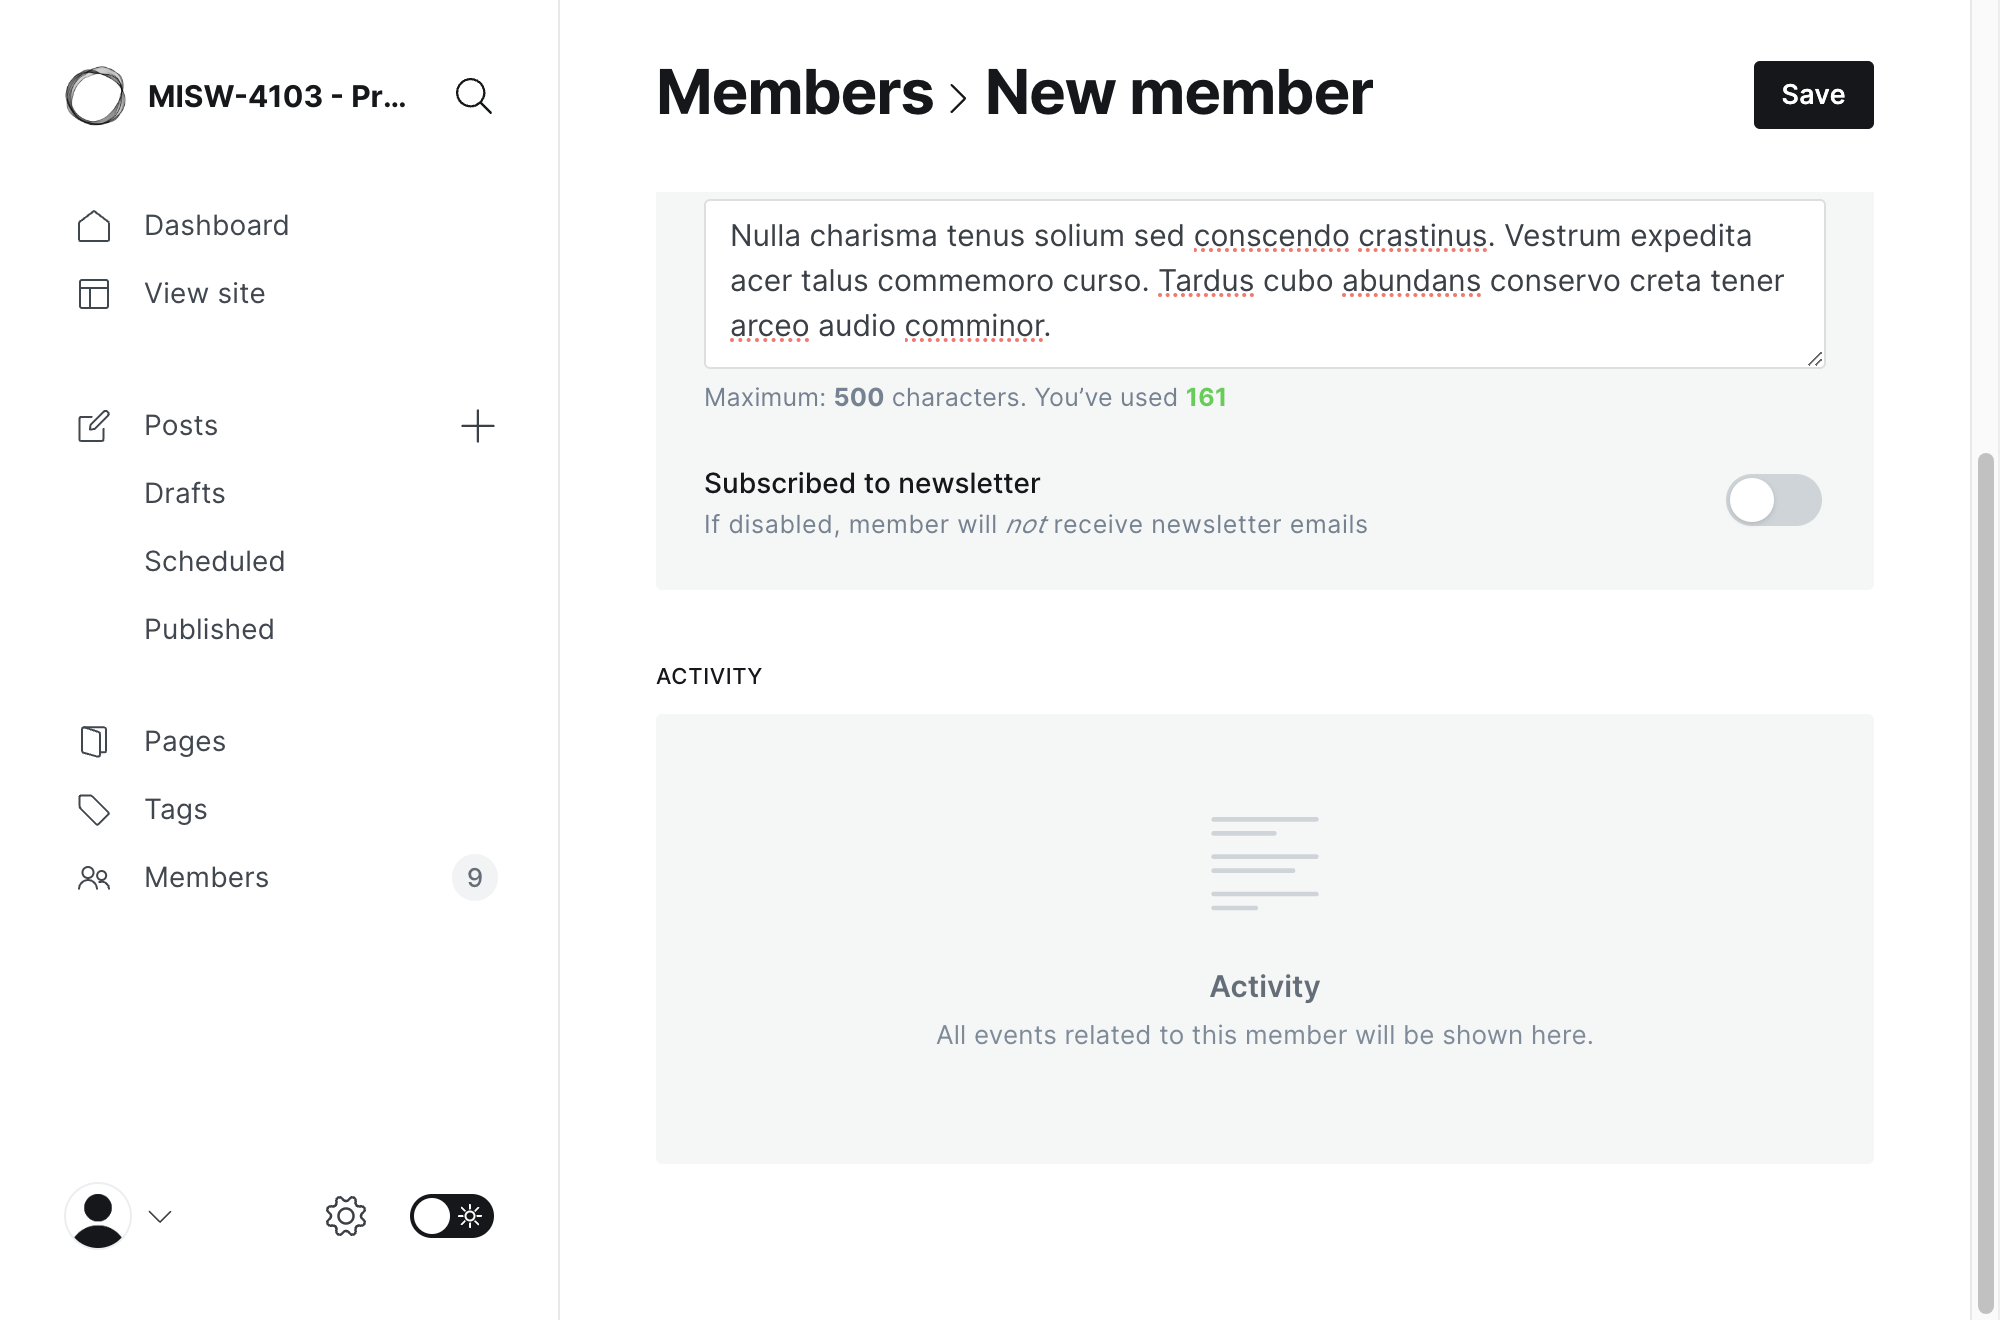 MISW-4103 - Pr...
Dashboard
View site
Posts
Drafts
Scheduled
Published
Pages
Tags
Members
9
Members > New member
Save
Nulla charisma tenus solium sed conscendo crastinus. Vestrum expedita
acer talus commemoro curso. Tardus cubo abundans conservo creta tener
arceo audio comminor.
Maximum: 500 characters. You’ve used 161
Subscribed to newsletter
If disabled, member will not receive newsletter emails
ACTIVITY
Activity
All events related to this member will be shown here.